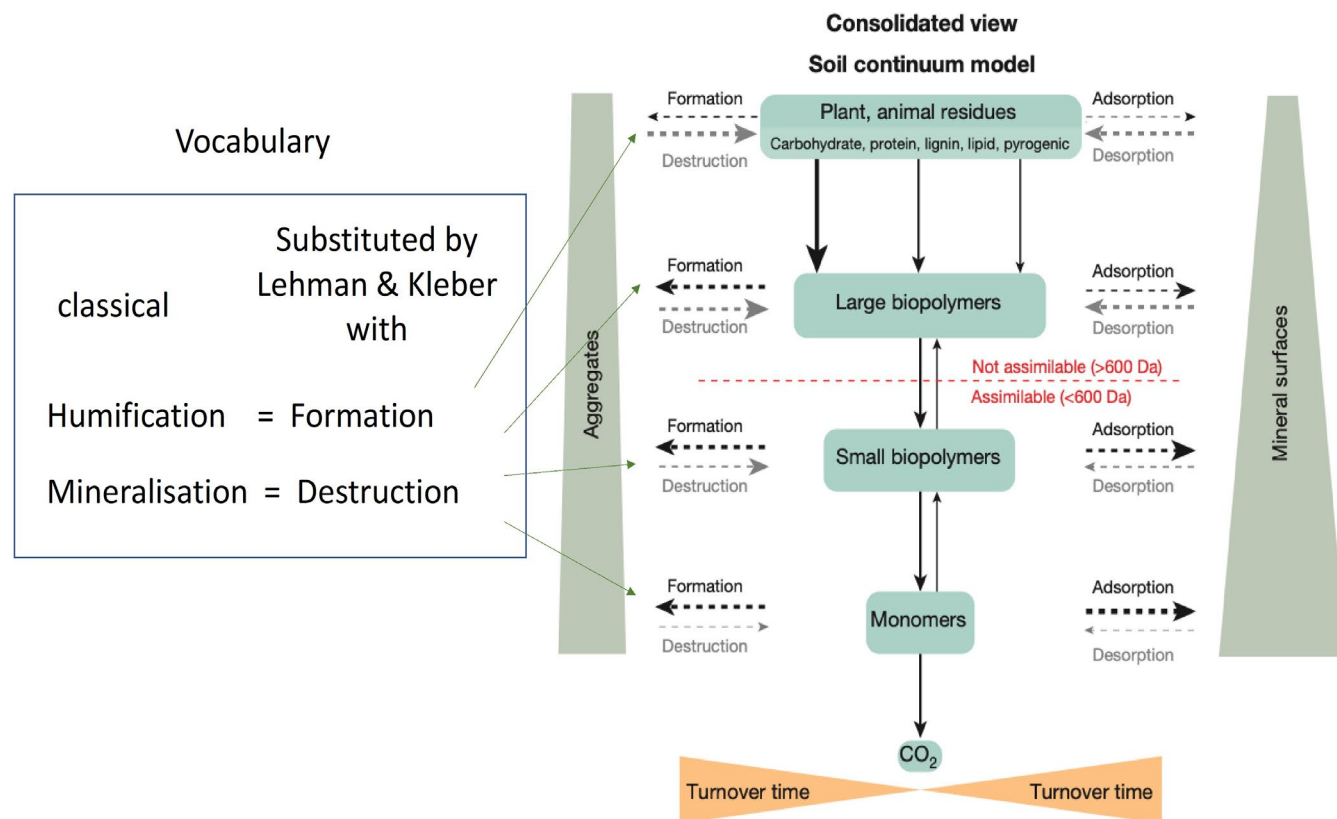 Consolidated view
Soil continuum model
Vocabulary
classical
Substituted by
Lehman & Kleber
with
Humification = Formation
Mineralisation = Destruction
Aggregates
Formation
Destruction
Plant, animal residues
Carbohydrate, protein, lignin, lipid, pyrogenic
Adsorption
Desorption
Formation
Destruction
Large biopolymers
Adsorption
Desorption
Not assimilable (>600 Da)
Assimilable (<600 Da)
Formation
Destruction
Small biopolymers
Adsorption
Desorption
Formation
Destruction
Monomers
Adsorption
Desorption
Mineral surfaces
CO2
Turnover time
Turnover time